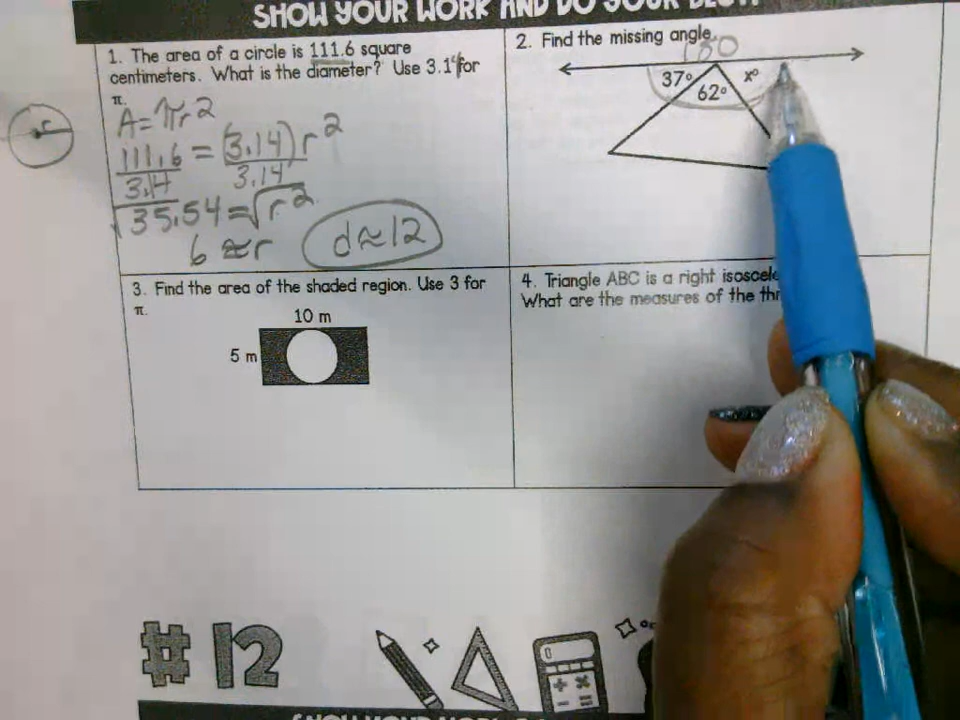 SHOW YOUR WORK AND DO YOUR BEST!
1. The area of a circle is 111.6 square
centimeters. What is the diameter? Use 3.14 for
π.
r
A = πr2
111.6 = (3.14) r2
3.14 3.14
√35.54 = √r2
6 ≈ r
d≈12
2. Find the missing angle.
180
37° 62° x°
3. Find the area of the shaded region. Use 3 for
π.
10 m
5 m
4. Triangle ABC is a right
What are the measures of the
#12
0